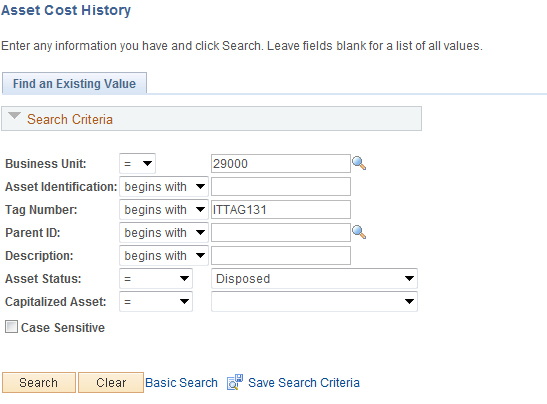 Asset Cost History
Enter any information you have and click Search. Leave fields blank for a list of all values.
Find an Existing Value
Search Criteria
Business Unit: = 29000
Asset Identification: begins with
Tag Number: begins with ITTAG131
Parent ID: begins with
Description: begins with
Asset Status: = Disposed
Capitalized Asset: =
Case Sensitive
Search Clear Basic Search Save Search Criteria